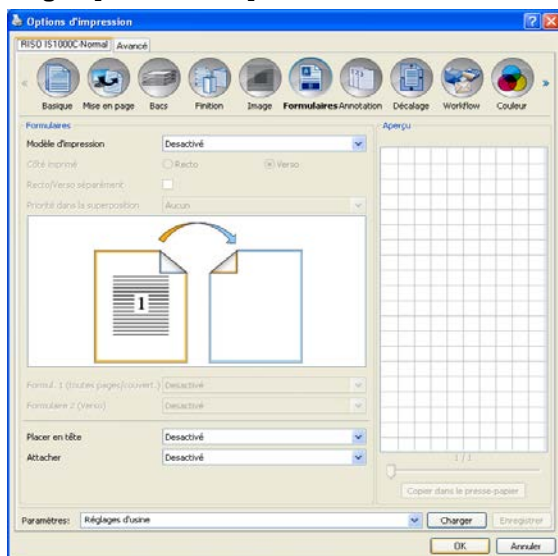 Options d'impression
RISO IS1000C-Normal Avancé
Basique Mise en page Bacs Finition Image Formulaires Annotation Décalage Workflow Couleur
Formulaires
Aperçu
Modèle d'impression Desactivé
Côté imprimé Recto Verso
Recto/Verso séparément
Priorité dans la superposition Aucun
1
Formul. 1 (toutes pages/couvert.) Desactivé
Formulaire 2 (Verso) Desactivé
Placer en tête Desactivé
Attacher Desactivé
1 / 1
Copier dans le presse-papier
Paramètres: Réglages d'usine Charger Enregistrer
OK Annuler